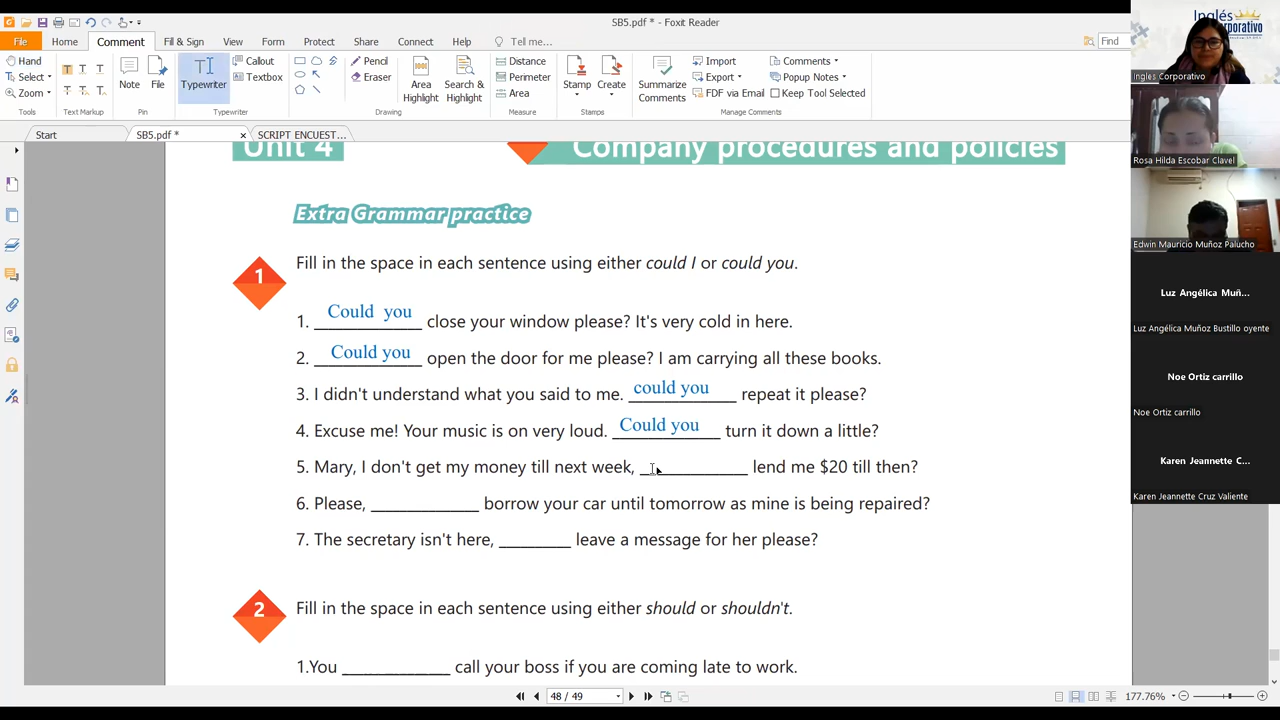 SB5.pdf * - Foxit Reader
File Home Comment Fill & Sign View Form Protect Share Connect Help Tell me... Find
Hand
Select
Zoom
Tools
Text Markup
Note
File
Pin
Typewriter
Callout
Textbox
Typewriter
Pencil
Eraser
Area Highlight
Search & Highlight
Drawing
Distance
Perimeter
Area
Measure
Stamp
Create
Stamps
Summarize Comments
Import
Export
FDF via Email
Comments
Popup Notes
Keep Tool Selected
Manage Comments
Start SB5.pdf * SCRIPT ENCUEST...
Unit 4 Company procedures and policies
Extra Grammar practice
1 Fill in the space in each sentence using either could I or could you.
1. Could you close your window please? It's very cold in here.
2. Could you open the door for me please? I am carrying all these books.
3. I didn't understand what you said to me. could you repeat it please?
4. Excuse me! Your music is on very loud. Could you turn it down a little?
5. Mary, I don't get my money till next week, ____________ lend me $20 till then?
6. Please, ____________ borrow your car until tomorrow as mine is being repaired?
7. The secretary isn't here, ________ leave a message for her please?
2 Fill in the space in each sentence using either should or shouldn't.
1.You ____________ call your boss if you are coming late to work.
48 / 49
177.76%
Inglés
Corporativo
Rosa Hilda Escobar Clavel
Edwin Mauricio Muñoz Palucho
Luz Angélica Muñ...
Luz Angélica Muñoz Bustillo oyente
Noe Ortiz carrillo
Noe Ortiz carrillo
Karen Jeannette C...
Karen Jeannette Cruz Valiente